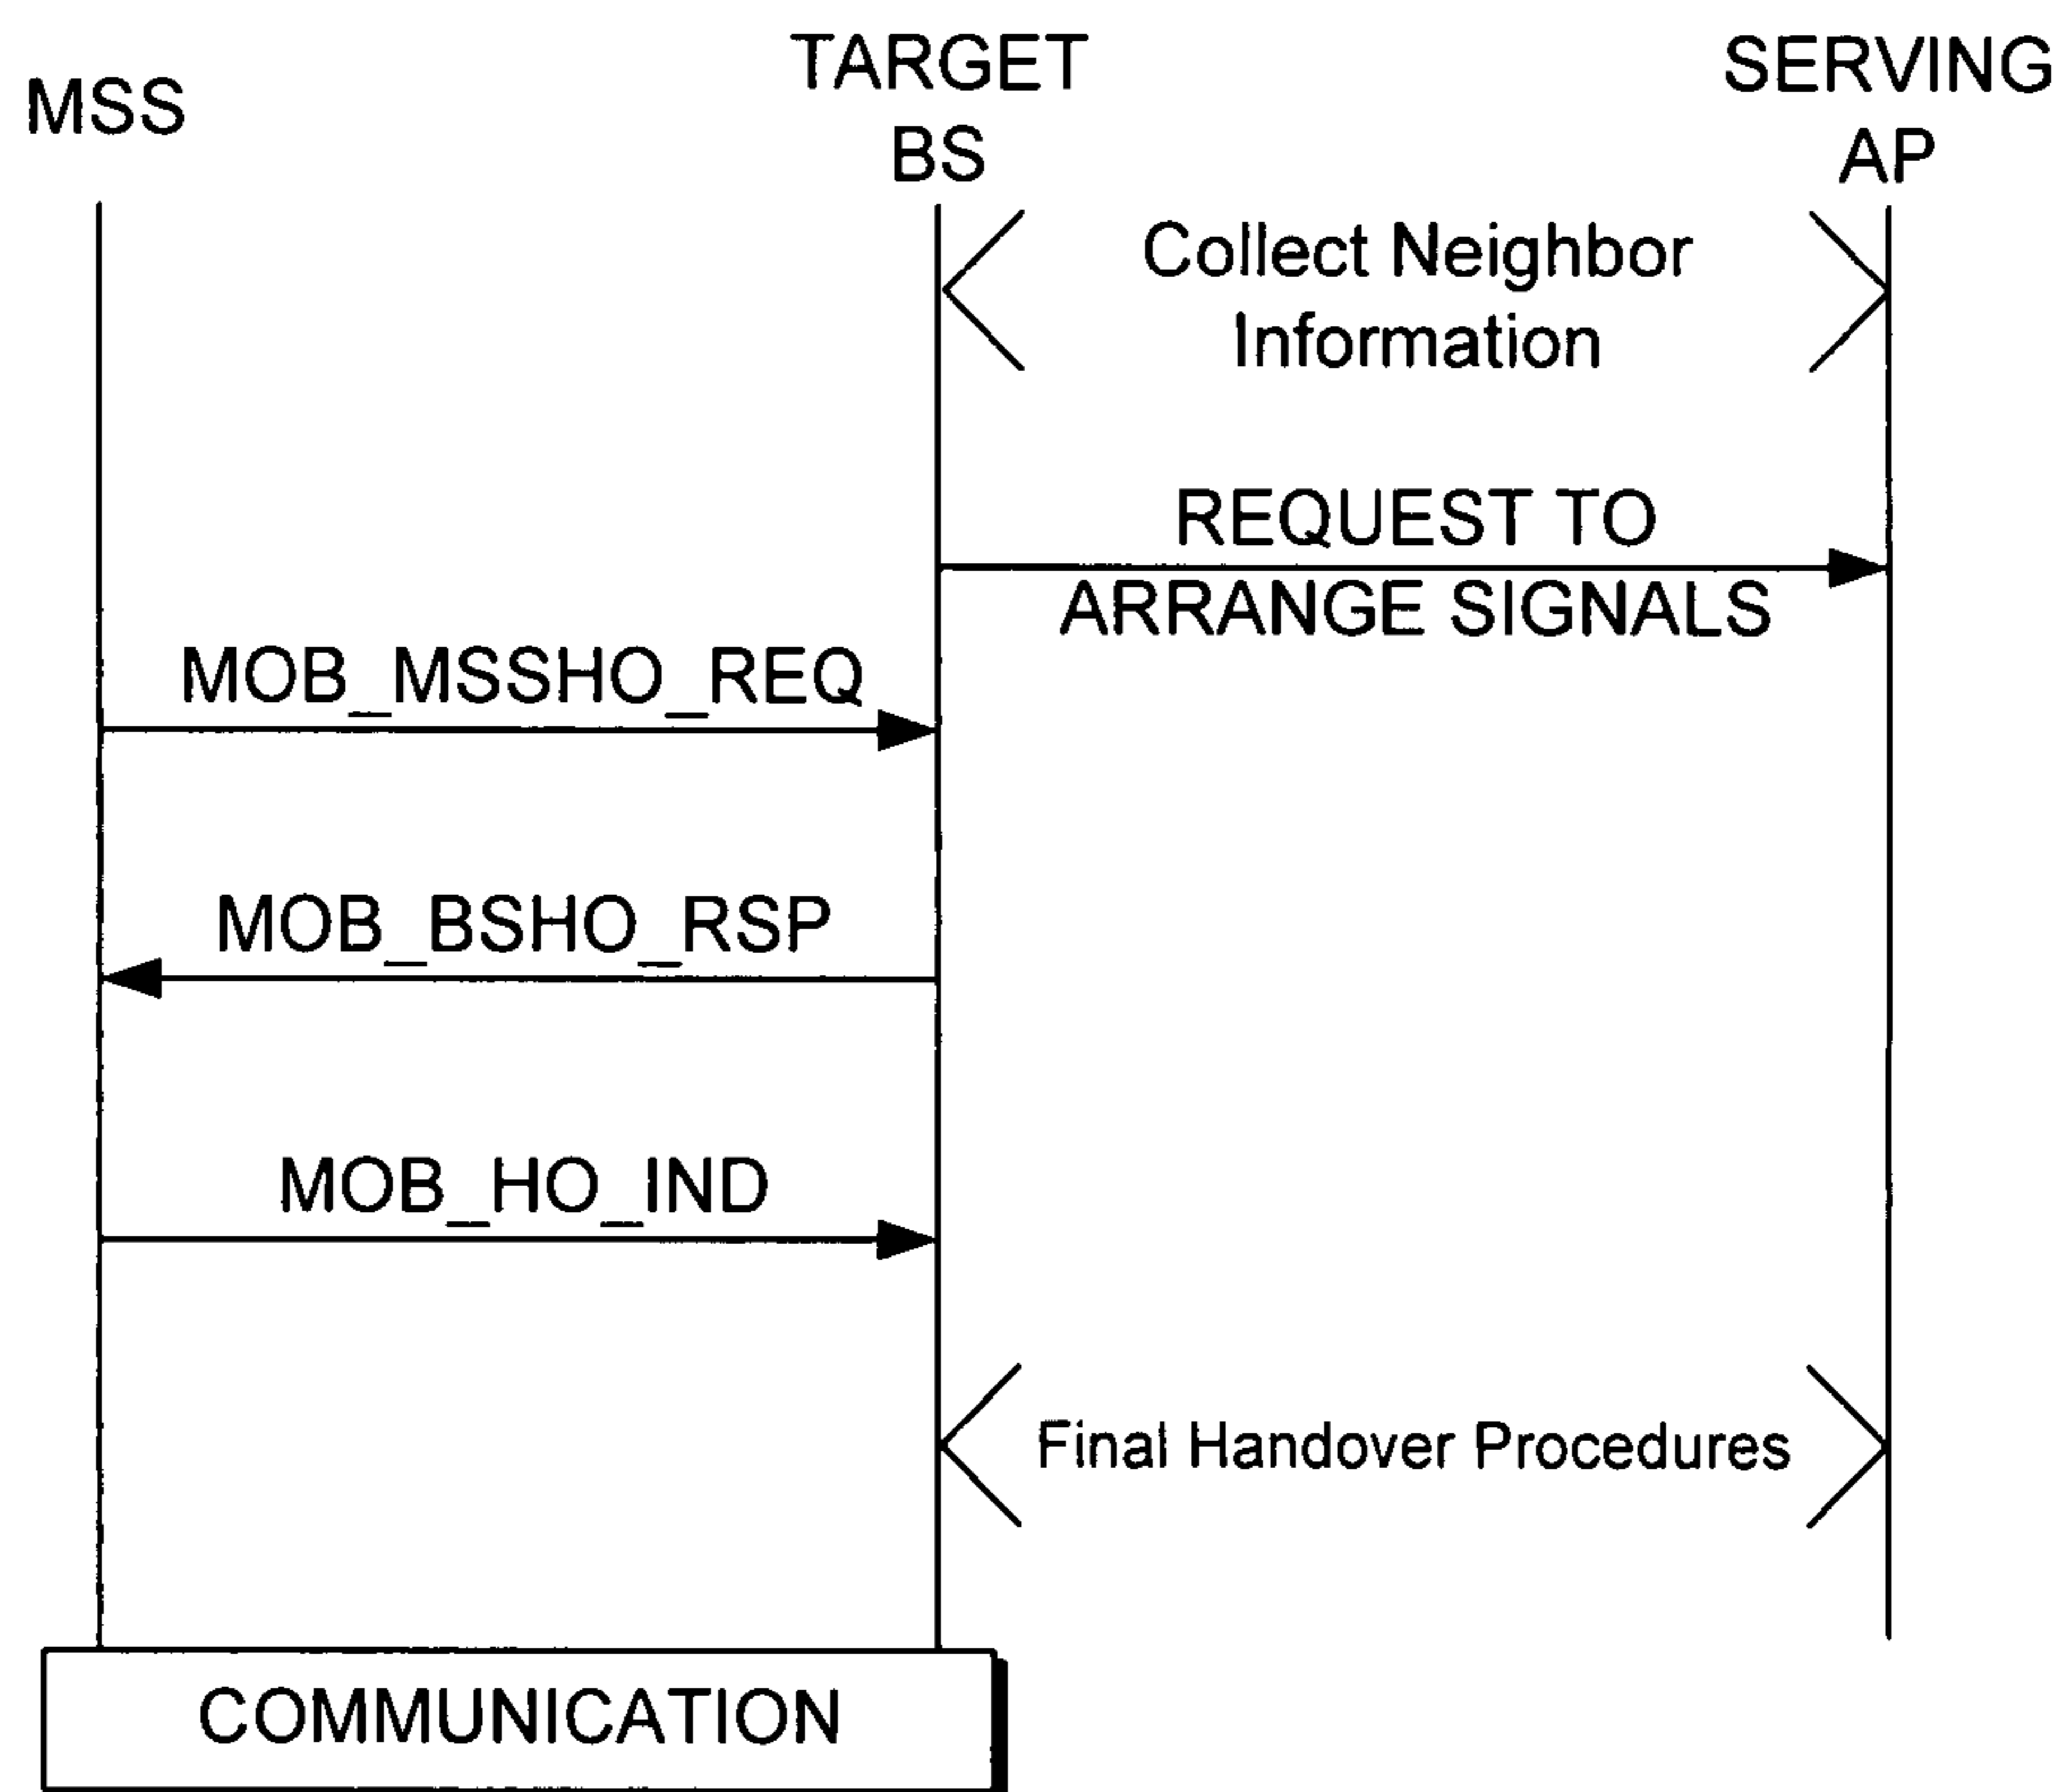 MSS
TARGET
BS
SERVING
AP
Collect Neighbor
Information
REQUEST TO
ARRANGE SIGNALS
MOB_MSSHO_REQ
MOB_BSHO_RSP
MOB_HO_IND
Final Handover Procedures
COMMUNICATION